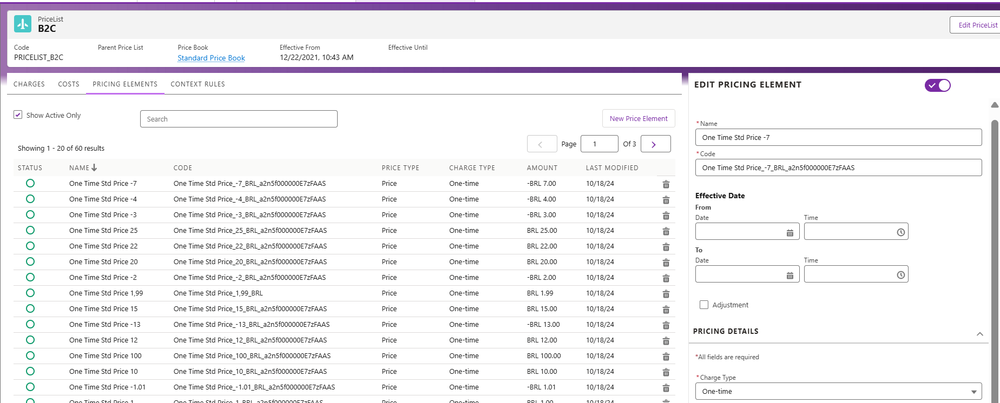 PriceList
B2C
Edit PriceList
Code
Parent Price List
Price Book
Effective From
Effective Until
PRICELIST_B2C
Standard Price Book
12/22/2021, 10:43 AM
CHARGES
COSTS
PRICING ELEMENTS
CONTEXT RULES
Show Active Only
Search
New Price Element
Showing 1 - 20 of 60 results
Page
1
Of 3
STATUS NAME CODE PRICE TYPE CHARGE TYPE AMOUNT LAST MODIFIED
One Time Std Price -7 One Time Std Price_-7_BRL_a2n5f000000E7zFAAS Price One-time -BRL 7.00 10/18/24
One Time Std Price -4 One Time Std Price_-4_BRL_a2n5f000000E7zFAAS Price One-time -BRL 4.00 10/18/24
One Time Std Price -3 One Time Std Price_-3_BRL_a2n5f000000E7zFAAS Price One-time -BRL 3.00 10/18/24
One Time Std Price 25 One Time Std Price_25_BRL_a2n5f000000E7zFAAS Price One-time BRL 25.00 10/18/24
One Time Std Price 22 One Time Std Price_22_BRL_a2n5f000000E7zFAAS Price One-time BRL 22.00 10/18/24
One Time Std Price 20 One Time Std Price_20_BRL_a2n5f000000E7zFAAS Price One-time BRL 20.00 10/18/24
One Time Std Price -2 One Time Std Price_-2_BRL_a2n5f000000E7zFAAS Price One-time -BRL 2.00 10/18/24
One Time Std Price 1,99 One Time Std Price_1,99_BRL Price One-time BRL 1.99 10/18/24
One Time Std Price 15 One Time Std Price_15_BRL_a2n5f000000E7zFAAS Price One-time BRL 15.00 10/18/24
One Time Std Price -13 One Time Std Price_-13_BRL_a2n5f000000E7zFAAS Price One-time -BRL 13.00 10/18/24
One Time Std Price 12 One Time Std Price_12_BRL_a2n5f000000E7zFAAS Price One-time BRL 12.00 10/18/24
One Time Std Price 100 One Time Std Price_100_BRL_a2n5f000000E7zFAAS Price One-time BRL 100.00 10/18/24
One Time Std Price 10 One Time Std Price_10_BRL_a2n5f000000E7zFAAS Price One-time BRL 10.00 10/18/24
One Time Std Price -1.01 One Time Std Price_-1.01_BRL_a2n5f000000E7zFAAS Price One-time -BRL 1.01 10/18/24
One Time Std Price 1 One Time Std Price_1_BRL_a2n5f000000E7zFAAS Price One-time BRL 1.00 10/18/24
EDIT PRICING ELEMENT
*Name
One Time Std Price -7
*Code
One Time Std Price_-7_BRL_a2n5f000000E7zFAAS
Effective Date
From
Date Time
To
Date Time
Adjustment
PRICING DETAILS
*All fields are required
*Charge Type
One-time